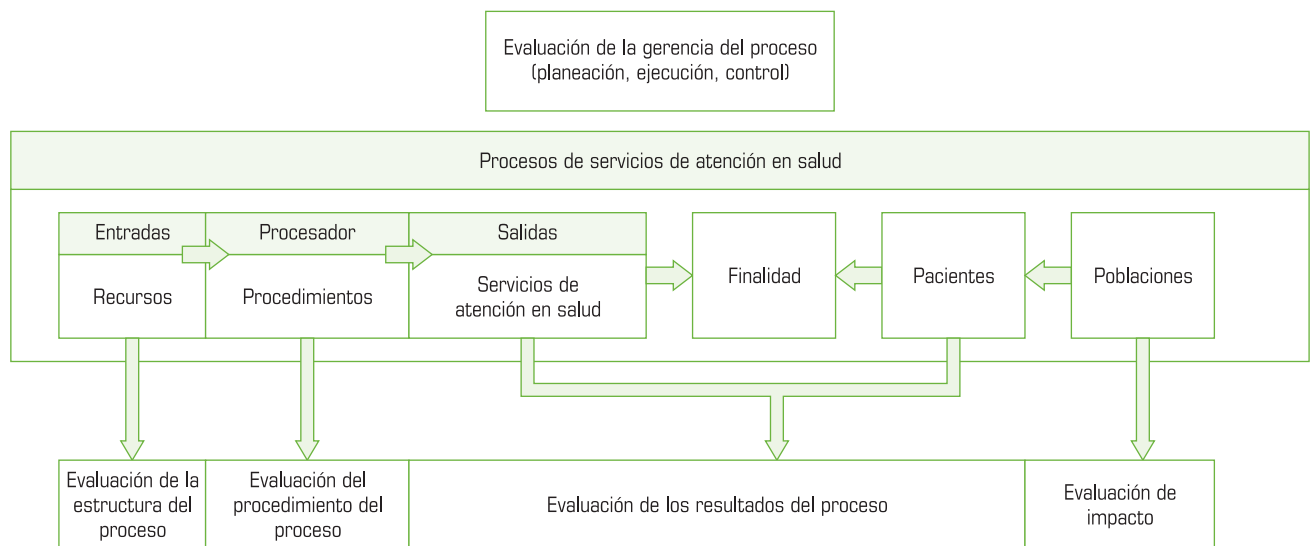 Evaluación de la gerencia del proceso
(planeación, ejecución, control)
Procesos de servicios de atención en salud
Entradas
Procesador
Salidas
Recursos
Procedimientos
Servicios de
atención en salud
Finalidad
Pacientes
Poblaciones
Evaluación de la
estructura del
proceso
Evaluación del
procedimiento del
proceso
Evaluación de los resultados del proceso
Evaluación de
impacto